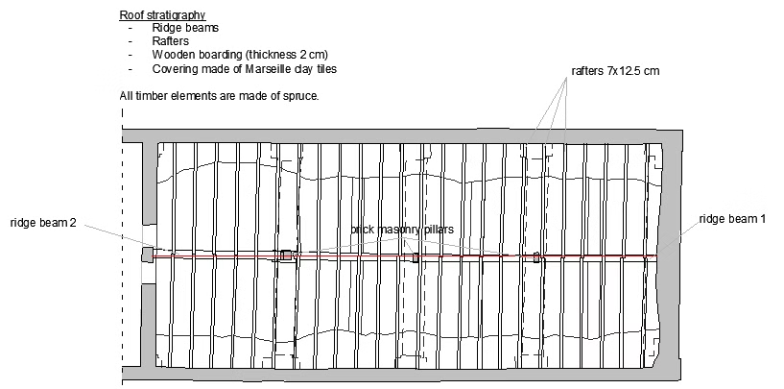 Roof stratigraphy
- Ridge beams
- Rafters
- Wooden boarding (thickness 2 cm)
- Covering made of Marseille clay tiles
All timber elements are made of spruce.
rafters 7x12.5 cm
ridge beam 2
brick masonry pillars
ridge beam 1